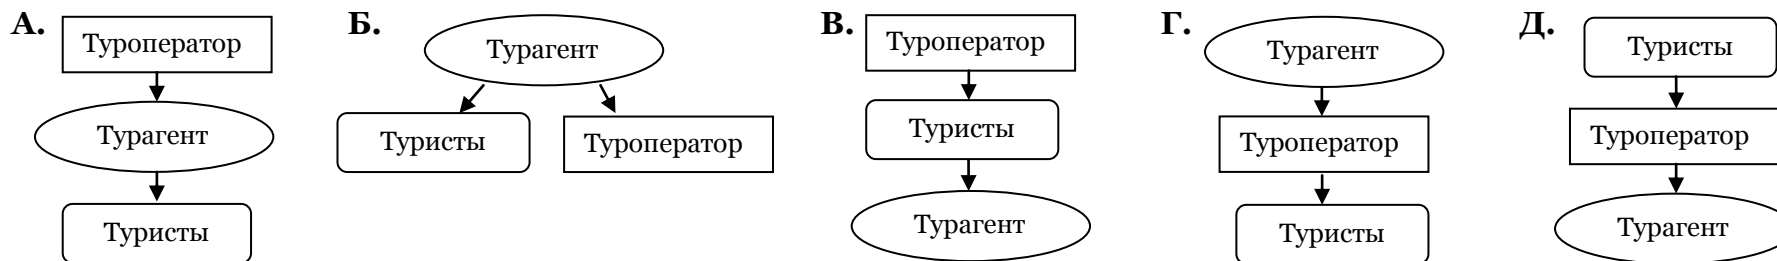 А.
Туроператор
Турагент
Туристы
Б.
Турагент
Туристы
Туроператор
В.
Туроператор
Туристы
Турагент
Г.
Турагент
Туроператор
Туристы
Д.
Туристы
Туроператор
Турагент